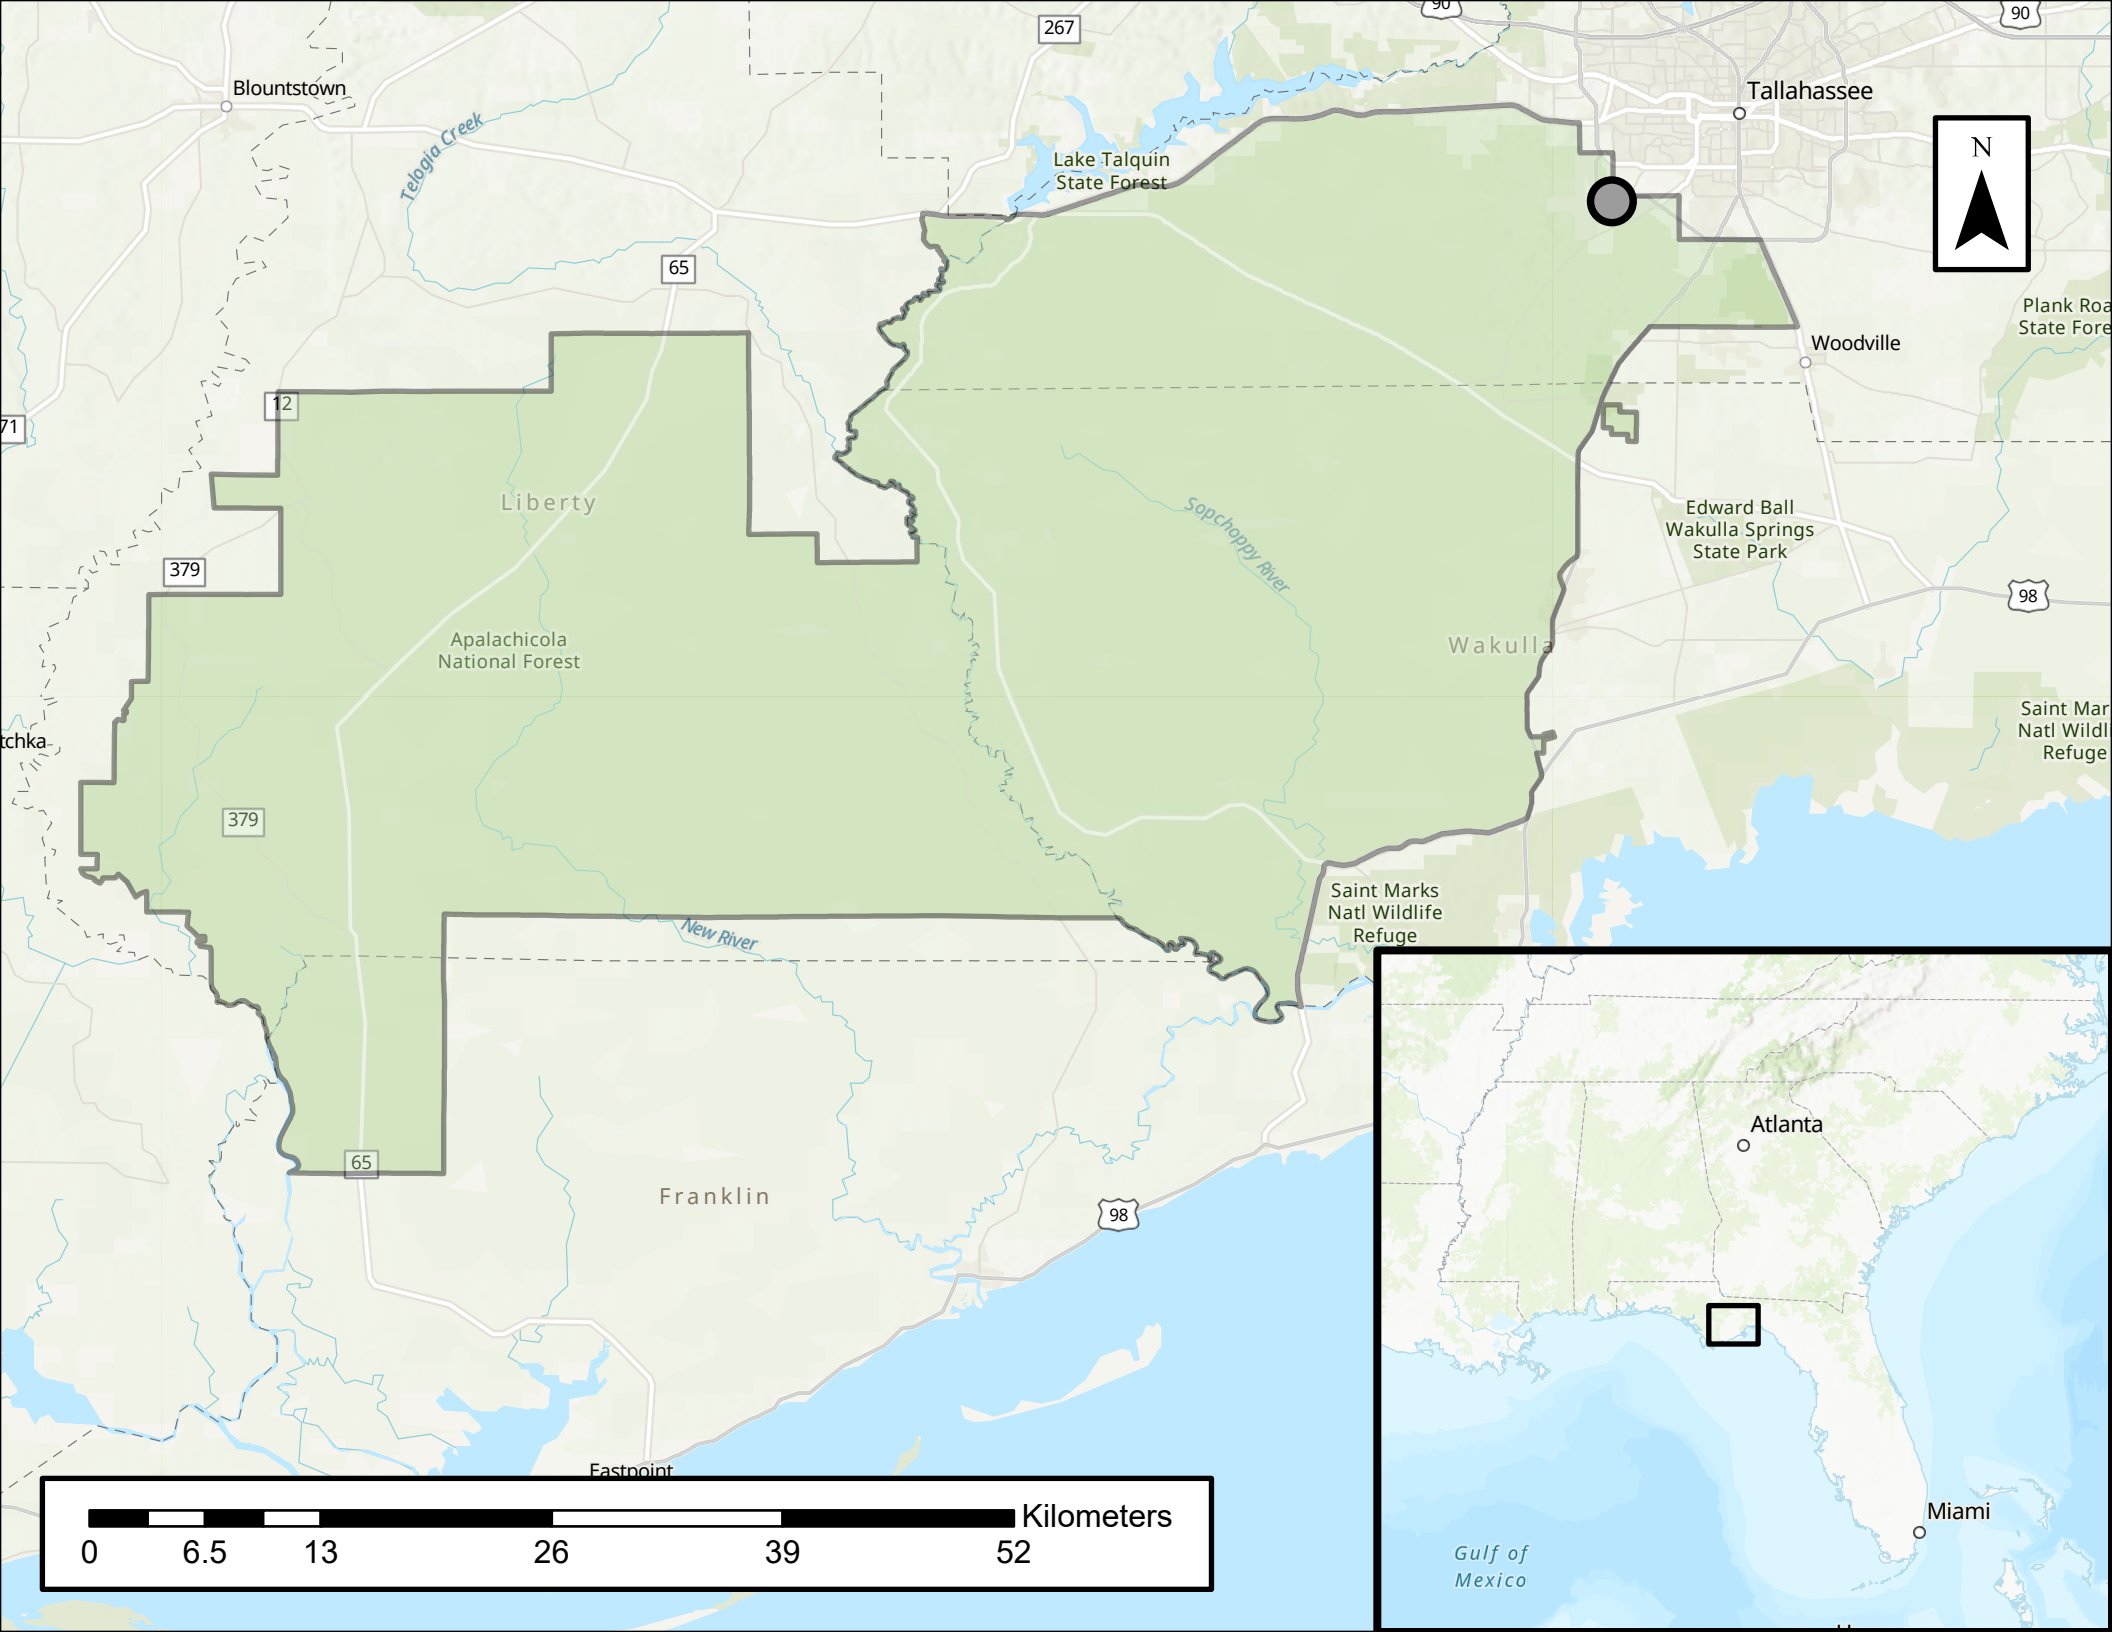 90
90
267
Blountstown
Tallahassee
Telogia Creek
N
Lake Talquin
State Forest
65
Plank Roa
State Fore
Woodville
12
71
Liberty
Sopchoppy River
Edward Ball
Wakulla Springs
State Park
379
98
Apalachicola
National Forest
Wakulla
Saint Mar
Natl Wildli
Refuge
tchka
379
Saint Marks
Natl Wildlife
Refuge
New River
65
Franklin
98
Atlanta
Eastpoint
Miami
Gulf of
Mexico
Kilometers
0 6.5 13 26 39 52